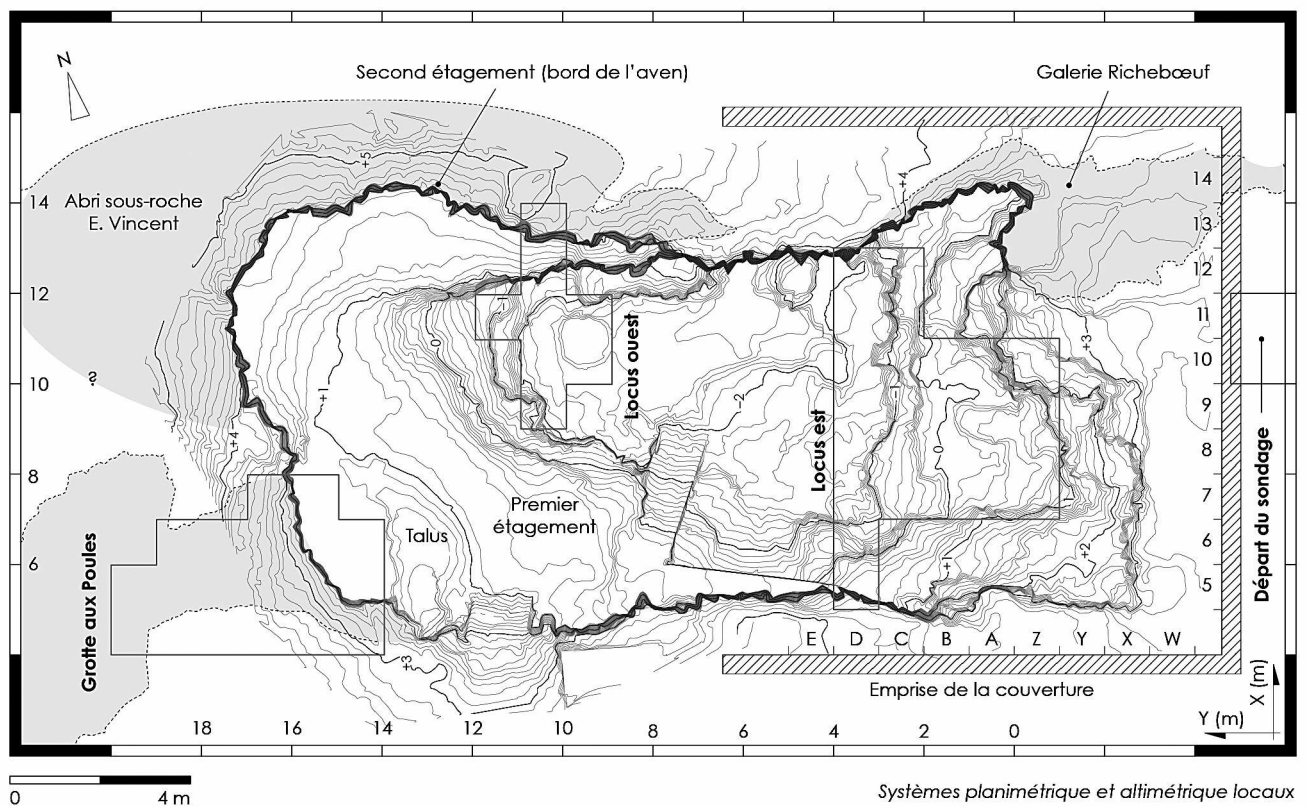 N
Second étagement (bord de l'aven)
Galerie Richebœuf
+5
+4
14
Abri sous-roche
E. Vincent
14
14
13
12
11
10
9
8
7
6
5
12
10
8
6
-1
0
+1
?
+4
Locus ouest
-2
Locus est
-1
0
+3
1
Premier
étagement
Talus
+1
+2
Grotte aux Poules
+3
Départ du sondage
E D C B A Z Y X W
Emprise de la couverture
X (m)
Y (m)
18 16 14 12 10 8 6 4 2 0
0 4 m
Systèmes planimétrique et altimétrique locaux